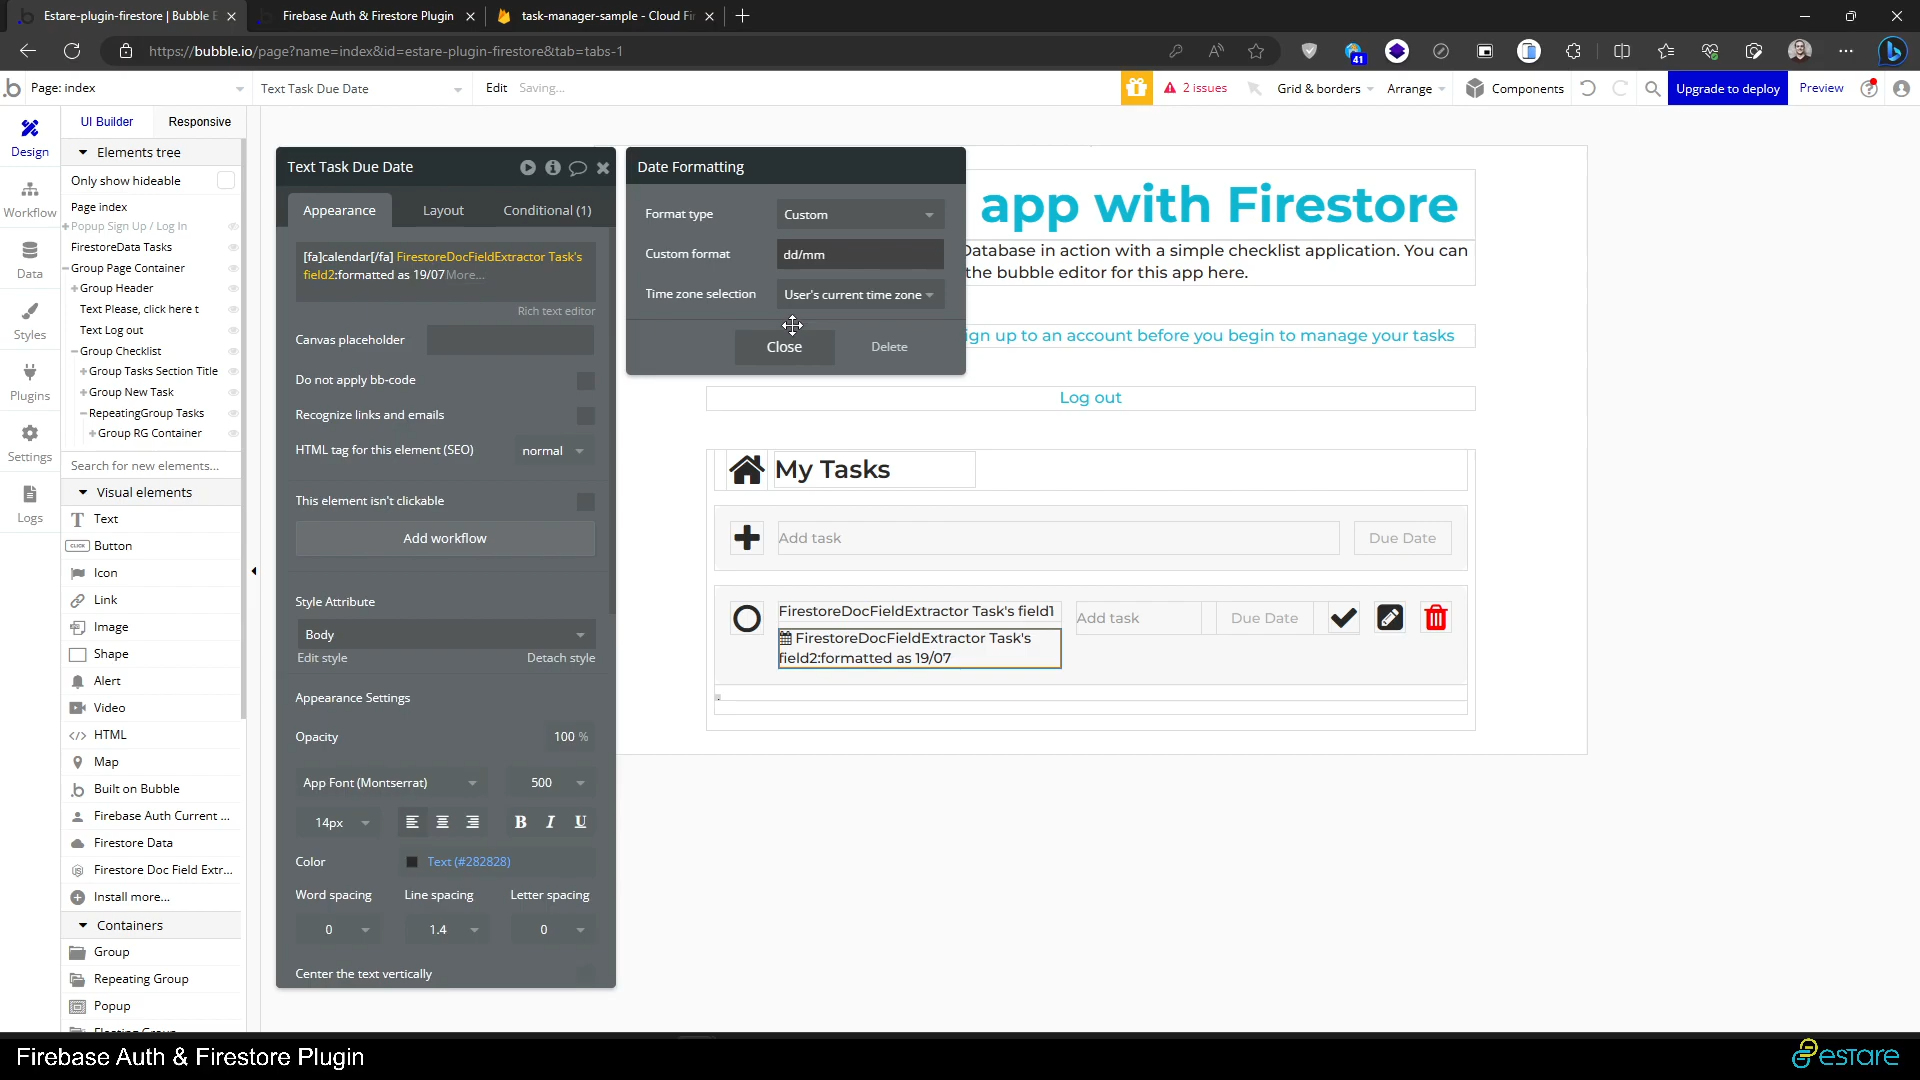 Estare-plugin-firestore | Bubble E
Firebase Auth & Firestore Plugin
task-manager-sample - Cloud Fir
https://bubble.io/page?name=index&id=estare-plugin-firestore&tab=tabs-1
41
Page: index
Text Task Due Date
Edit
Saving...
2 issues
Grid & borders
Arrange
Components
Upgrade to deploy
Preview
Design
Workflow
Data
Styles
Plugins
Settings
Logs
UI Builder
Responsive
Elements tree
Only show hideable
Page index
Popup Sign Up / Log In
FirestoreData Tasks
Group Page Container
Group Header
Text Please, click here t
Text Log out
Group Checklist
Group Tasks Section Title
Group New Task
RepeatingGroup Tasks
Group RG Container
Search for new elements...
Visual elements
Text
CLICK
Button
Icon
Link
Image
Shape
Alert
Video
HTML
Map
Built on Bubble
Firebase Auth Current ...
Firestore Data
Firestore Doc Field Extr...
Install more...
Containers
Group
Repeating Group
Popup
Floating Group
Text Task Due Date
Appearance
Layout
Conditional (1)
[fa]calendar[/fa] FirestoreDocFieldExtractor Task's
field2:formatted as 19/07More...
Rich text editor
Canvas placeholder
Do not apply bb-code
Recognize links and emails
HTML tag for this element (SEO)
normal
This element isn't clickable
Add workflow
Style Attribute
Body
Edit style
Detach style
Appearance Settings
Opacity
100 %
App Font (Montserrat)
500
14px
B I U
Color
Text (#282828)
Word spacing
Line spacing
Letter spacing
0
1.4
0
Center the text vertically
Date Formatting
Format type
Custom
Custom format
dd/mm
Time zone selection
User's current time zone
Close
Delete
app with Firestore
Database in action with a simple checklist application. You can
the bubble editor for this app here.
ign up to an account before you begin to manage your tasks
Log out
My Tasks
Add task
Due Date
FirestoreDocFieldExtractor Task's field1
Add task
Due Date
FirestoreDocFieldExtractor Task's
field2:formatted as 19/07
Firebase Auth & Firestore Plugin
estare